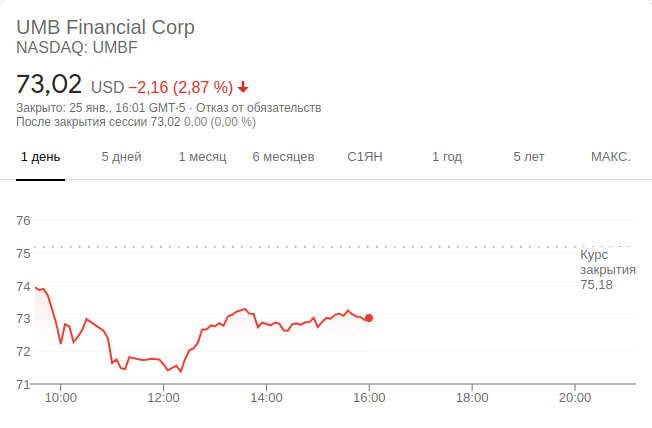 UMB Financial Corp
NASDAQ: UMBF
73,02 USD −2,16 (2,87 %)
Закрыто: 25 янв., 16:01 GMT-5 · Отказ от обязательств
После закрытия сессии 73,02 0,00 (0,00 %)
1 день 5 дней 1 месяц 6 месяцев С1ЯН 1 год 5 лет МАКС.
76
75
Курс
закрытия
75,18
74
73
72
71
10:00 12:00 14:00 16:00 18:00 20:00